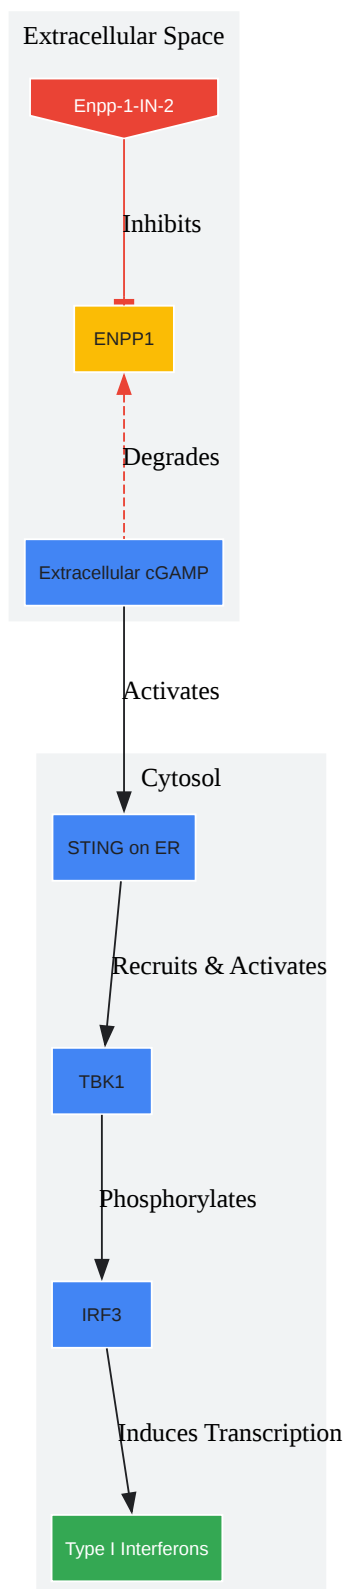 Extracellular Space
Enpp-1-IN-2
Inhibits
ENPP1
Degrades
Extracellular cGAMP
Activates
Cytosol
STING on ER
Recruits & Activates
TBK1
Phosphorylates
IRF3
Induces Transcription
Type I Interferons